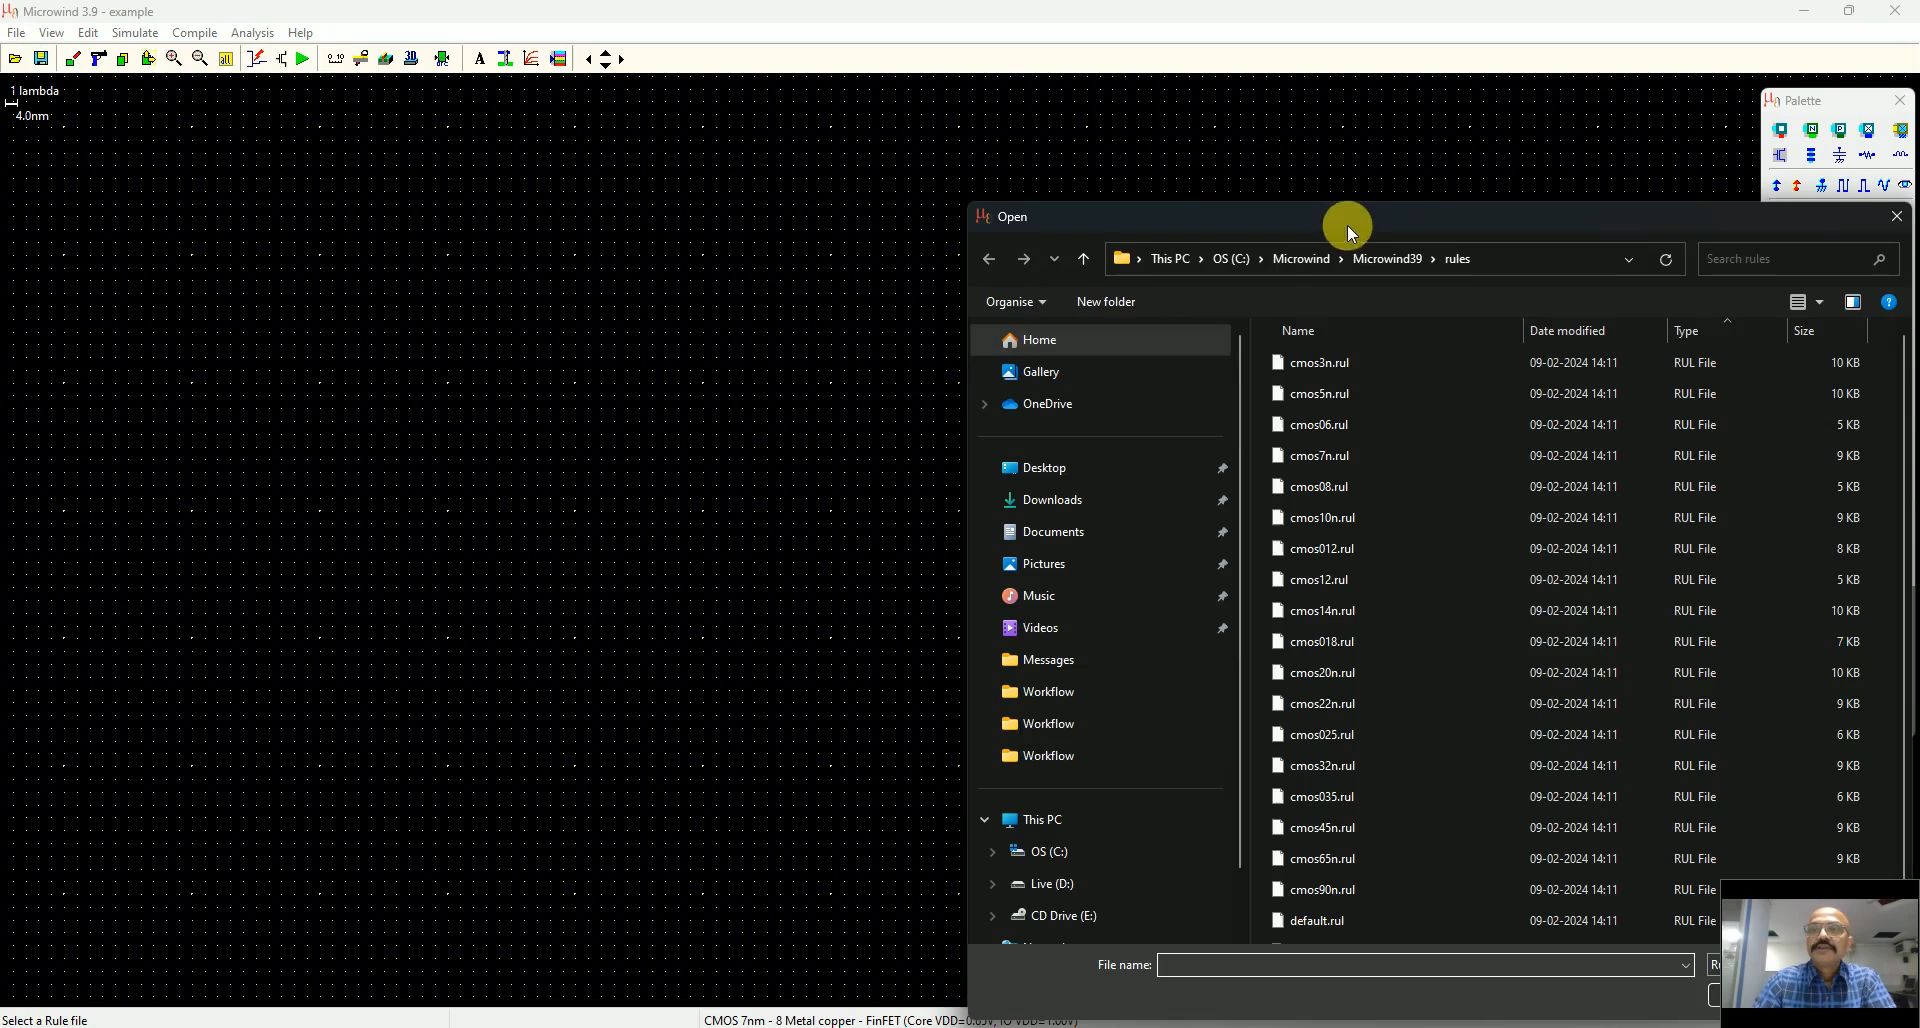 Microwind 3.9 - example
File View Edit Simulate Compile Analysis Help
1 lambda
4.0nm
Palette
Open
This PC > OS (C:) > Microwind > Microwind39 > rules
Search rules
Organise New folder
Home
Gallery
OneDrive
Desktop
Downloads
Documents
Pictures
Music
Videos
Messages
Workflow
Workflow
Workflow
This PC
OS (C:)
Live (D:)
CD Drive (E:)
Name Date modified Type Size
cmos3n.rul 09-02-2024 14:11 RUL File 10 KB
cmos5n.rul 09-02-2024 14:11 RUL File 10 KB
cmos06.rul 09-02-2024 14:11 RUL File 5 KB
cmos7n.rul 09-02-2024 14:11 RUL File 9 KB
cmos08.rul 09-02-2024 14:11 RUL File 5 KB
cmos10n.rul 09-02-2024 14:11 RUL File 9 KB
cmos012.rul 09-02-2024 14:11 RUL File 8 KB
cmos12.rul 09-02-2024 14:11 RUL File 5 KB
cmos14n.rul 09-02-2024 14:11 RUL File 10 KB
cmos018.rul 09-02-2024 14:11 RUL File 7 KB
cmos20n.rul 09-02-2024 14:11 RUL File 10 KB
cmos22n.rul 09-02-2024 14:11 RUL File 9 KB
cmos025.rul 09-02-2024 14:11 RUL File 6 KB
cmos32n.rul 09-02-2024 14:11 RUL File 9 KB
cmos035.rul 09-02-2024 14:11 RUL File 6 KB
cmos45n.rul 09-02-2024 14:11 RUL File 9 KB
cmos65n.rul 09-02-2024 14:11 RUL File 9 KB
cmos90n.rul 09-02-2024 14:11 RUL File
default.rul 09-02-2024 14:11 RUL File
File name:
Select a Rule file
CMOS 7nm - 8 Metal copper - FinFET (Core